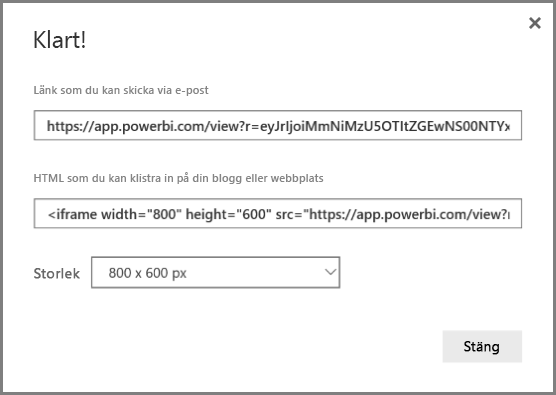 Klart!
Länk som du kan skicka via e-post
https://app.powerbi.com/view?r=eyJrIjoiMmNiMzU5OTItZGEwNS00NTYx
HTML som du kan klistra in på din blogg eller webbplats
<iframe width="800" height="600" src="https://app.powerbi.com/view?r
Storlek 800 x 600 px
Stäng